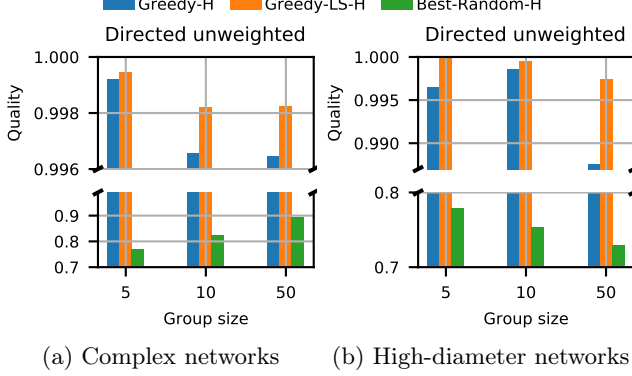 Greedy-H Greedy-LS-H Best-Random-H
Directed unweighted
Quality
1.000
0.998
0.996
0.9
0.8
0.7
5 10 50
Group size
(a) Complex networks
Directed unweighted
Quality
1.000
0.995
0.990
0.8
0.7
5 10 50
Group size
(b) High-diameter networks